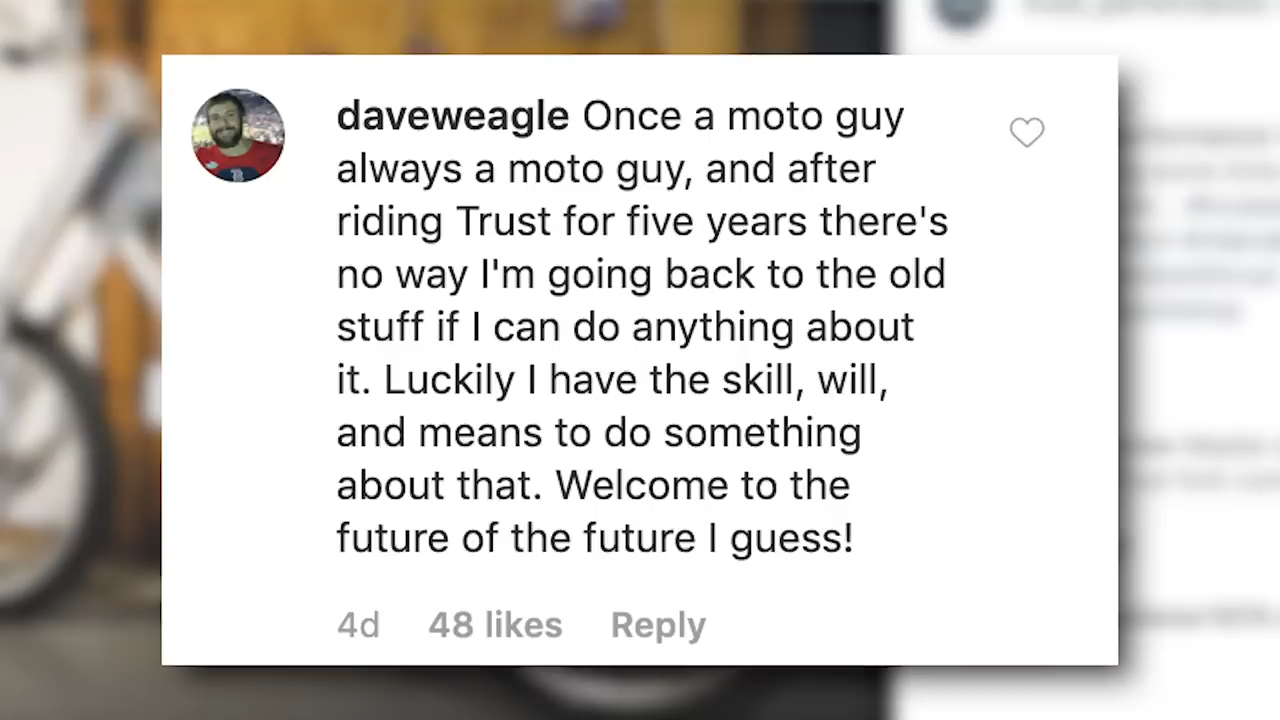 daveweagle Once a moto guy
always a moto guy, and after
riding Trust for five years there's
no way I'm going back to the old
stuff if I can do anything about
it. Luckily I have the skill, will,
and means to do something
about that. Welcome to the
future of the future I guess!
4d 48 likes Reply